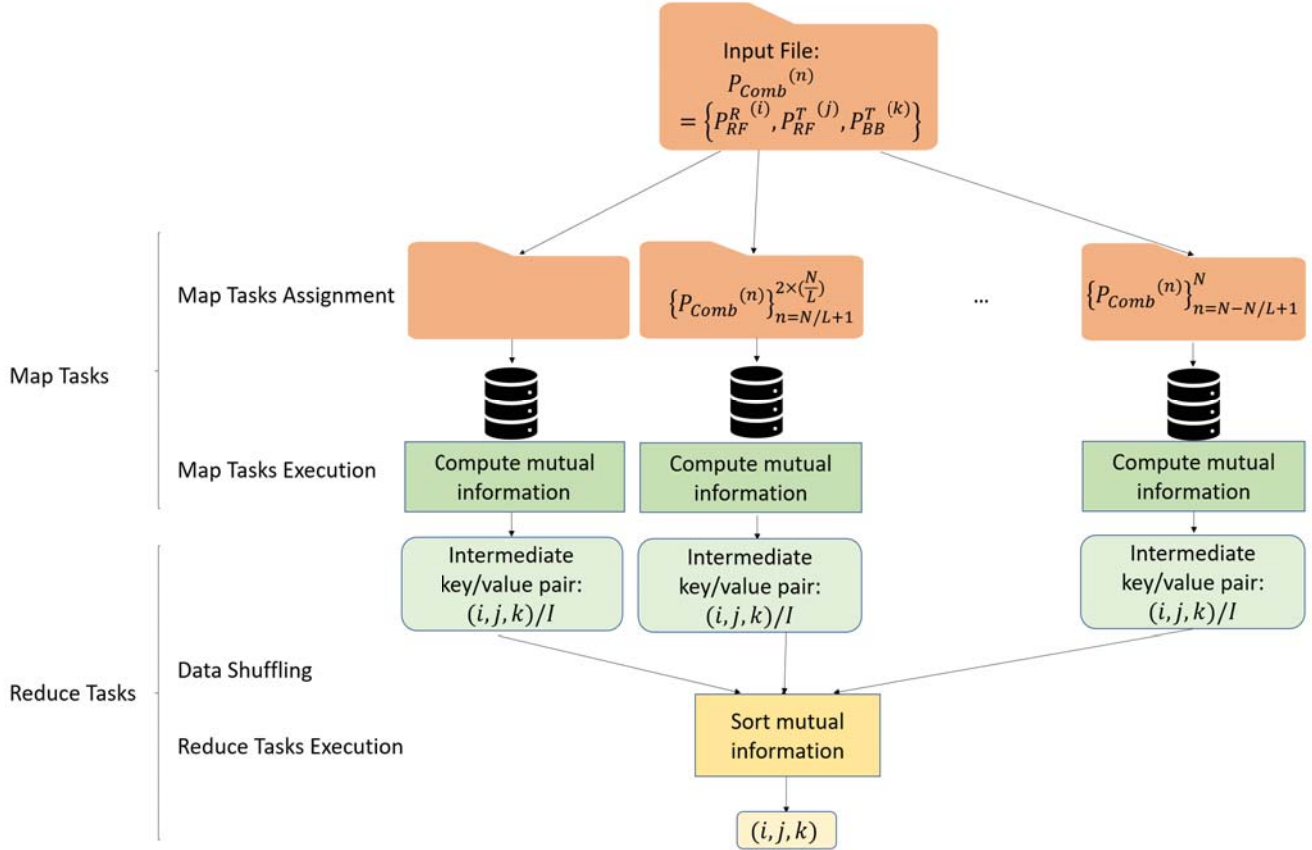 Input File:
P_Comb^(n)
= {P_RF^R^(i), P_RF^T^(j), P_BB^T^(k)}
Map Tasks Assignment
{P_Comb^(n)}_{n=N/L+1}^{2×(N/L)}
...
{P_Comb^(n)}_{n=N−N/L+1}^N
Map Tasks
Map Tasks Execution
Compute mutual
information
Compute mutual
information
Compute mutual
information
Intermediate
key/value pair:
(i, j, k)/I
Intermediate
key/value pair:
(i, j, k)/I
Intermediate
key/value pair:
(i, j, k)/I
Data Shuffling
Reduce Tasks
Reduce Tasks Execution
Sort mutual
information
(i, j, k)